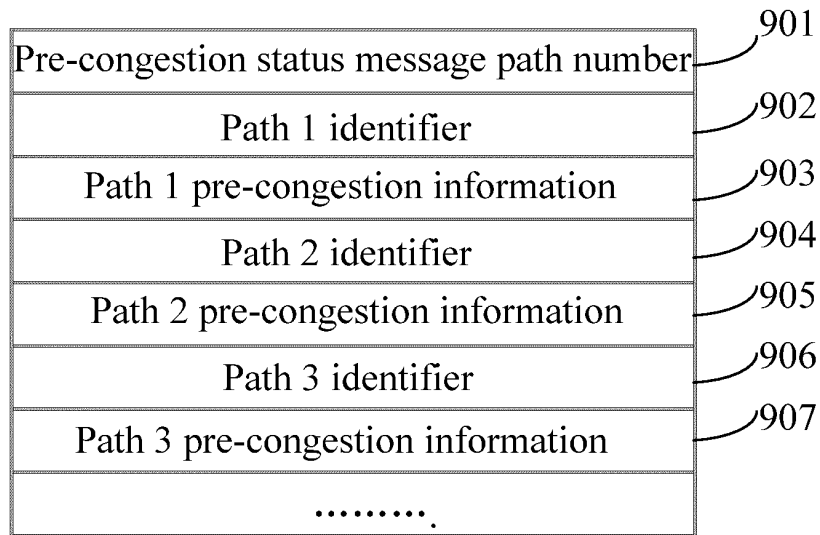 Pre-congestion status message path number 901
Path 1 identifier 902
Path 1 pre-congestion information 903
Path 2 identifier 904
Path 2 pre-congestion information 905
Path 3 identifier 906
Path 3 pre-congestion information 907
..........